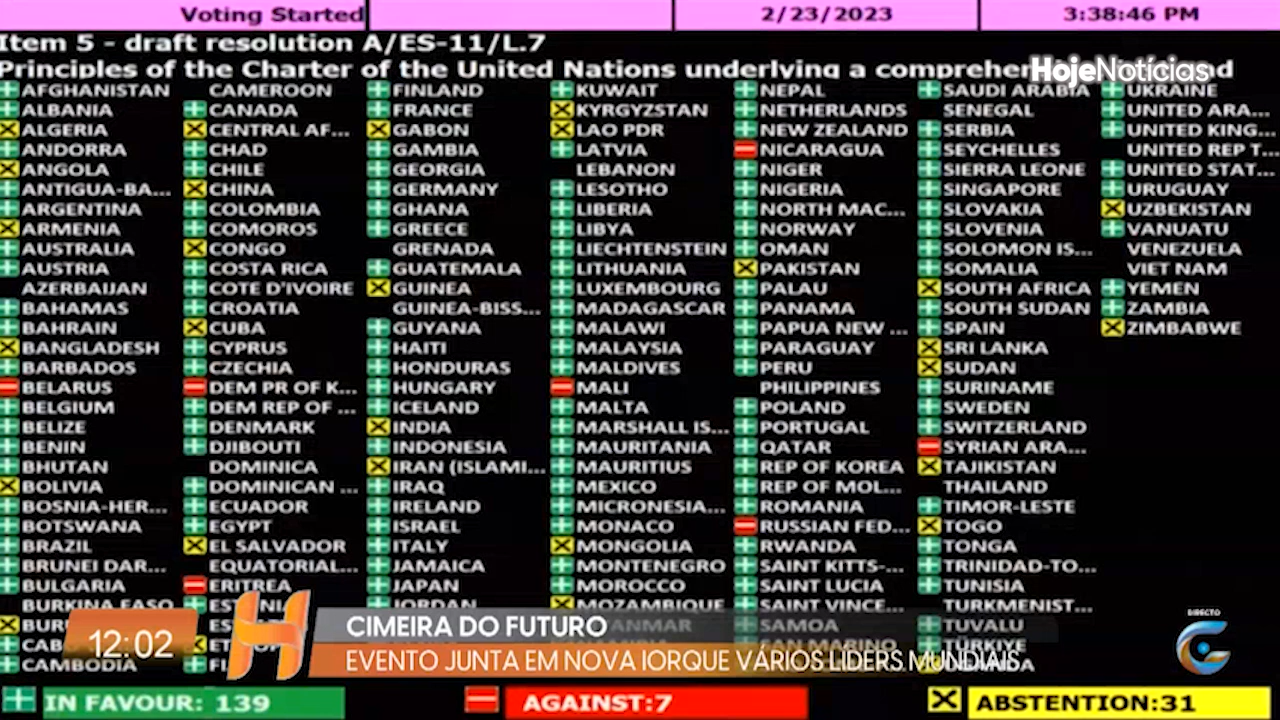 Voting Started 2/23/2023 3:38:46 PM
Item 5 - draft resolution A/ES-11/L.7
Principles of the Charter of the United Nations underlying a
HojeNotícias
AFGHANISTAN CAMEROON FINLAND KUWAIT NEPAL SAUDI ARABIA UKRAINE
ALBANIA CANADA FRANCE KYRGYZSTAN NETHERLANDS SENEGAL UNITED ARA...
ALGERIA CENTRAL AF... GABON LAO PDR NEW ZEALAND SERBIA UNITED KING...
ANDORRA CHAD GAMBIA LATVIA NICARAGUA SEYCHELLES UNITED REP T...
ANGOLA CHILE GEORGIA LEBANON NIGER SIERRA LEONE UNITED STAT...
ANTIGUA-BA... CHINA GERMANY LESOTHO NIGERIA SINGAPORE URUGUAY
ARGENTINA COLOMBIA GHANA LIBERIA NORTH MAC... SLOVAKIA UZBEKISTAN
ARMENIA COMOROS GREECE LIBYA NORWAY SLOVENIA VANUATU
AUSTRALIA CONGO GRENADA LIECHTENSTEIN OMAN SOLOMON IS... VENEZUELA
AUSTRIA COSTA RICA GUATEMALA LITHUANIA PAKISTAN SOMALIA VIET NAM
AZERBAIJAN COTE D'IVOIRE GUINEA LUXEMBOURG PALAU SOUTH AFRICA YEMEN
BAHAMAS CROATIA GUINEA-BISS... MADAGASCAR PANAMA SOUTH SUDAN ZAMBIA
BAHRAIN CUBA GUYANA MALAWI PAPUA NEW ... SPAIN ZIMBABWE
BANGLADESH CYPRUS HAITI MALAYSIA PARAGUAY SRI LANKA
BARBADOS CZECHIA HONDURAS MALDIVES PERU SUDAN
BELARUS DEM PR OF K... HUNGARY MALI PHILIPPINES SURINAME
BELGIUM DEM REP OF ... ICELAND MALTA POLAND SWEDEN
BELIZE DENMARK INDIA MARSHALL IS... PORTUGAL SWITZERLAND
BENIN DJIBOUTI INDONESIA MAURITANIA QATAR SYRIAN ARA...
BHUTAN DOMINICA IRAN (ISLAMI... MAURITIUS REP OF KOREA TAJIKISTAN
BOLIVIA DOMINICAN ... IRAQ MEXICO REP OF MOL... THAILAND
BOSNIA-HER... ECUADOR IRELAND MICRONESIA... ROMANIA TIMOR-LESTE
BOTSWANA EGYPT ISRAEL MONACO RUSSIAN FED... TOGO
BRAZIL EL SALVADOR ITALY MONGOLIA RWANDA TONGA
BRUNEI DAR... EQUATORIAL... JAMAICA MONTENEGRO SAINT KITTS-... TRINIDAD-TO...
BULGARIA ERITREA JAPAN MOROCCO SAINT LUCIA TUNISIA
BURKINA FASO JORDAN MOZAMBIQUE SAINT VINCE... TURKMENIST...
SAMOA TUVALU
SAN MARINO TÜRKIYE
CAMBODIA
12:02
CIMEIRA DO FUTURO
EVENTO JUNTA EM NOVA IORQUE VÁRIOS LÍDERS MUNDIAIS
DIRECTO
IN FAVOUR: 139 AGAINST:7 ABSTENTION:31